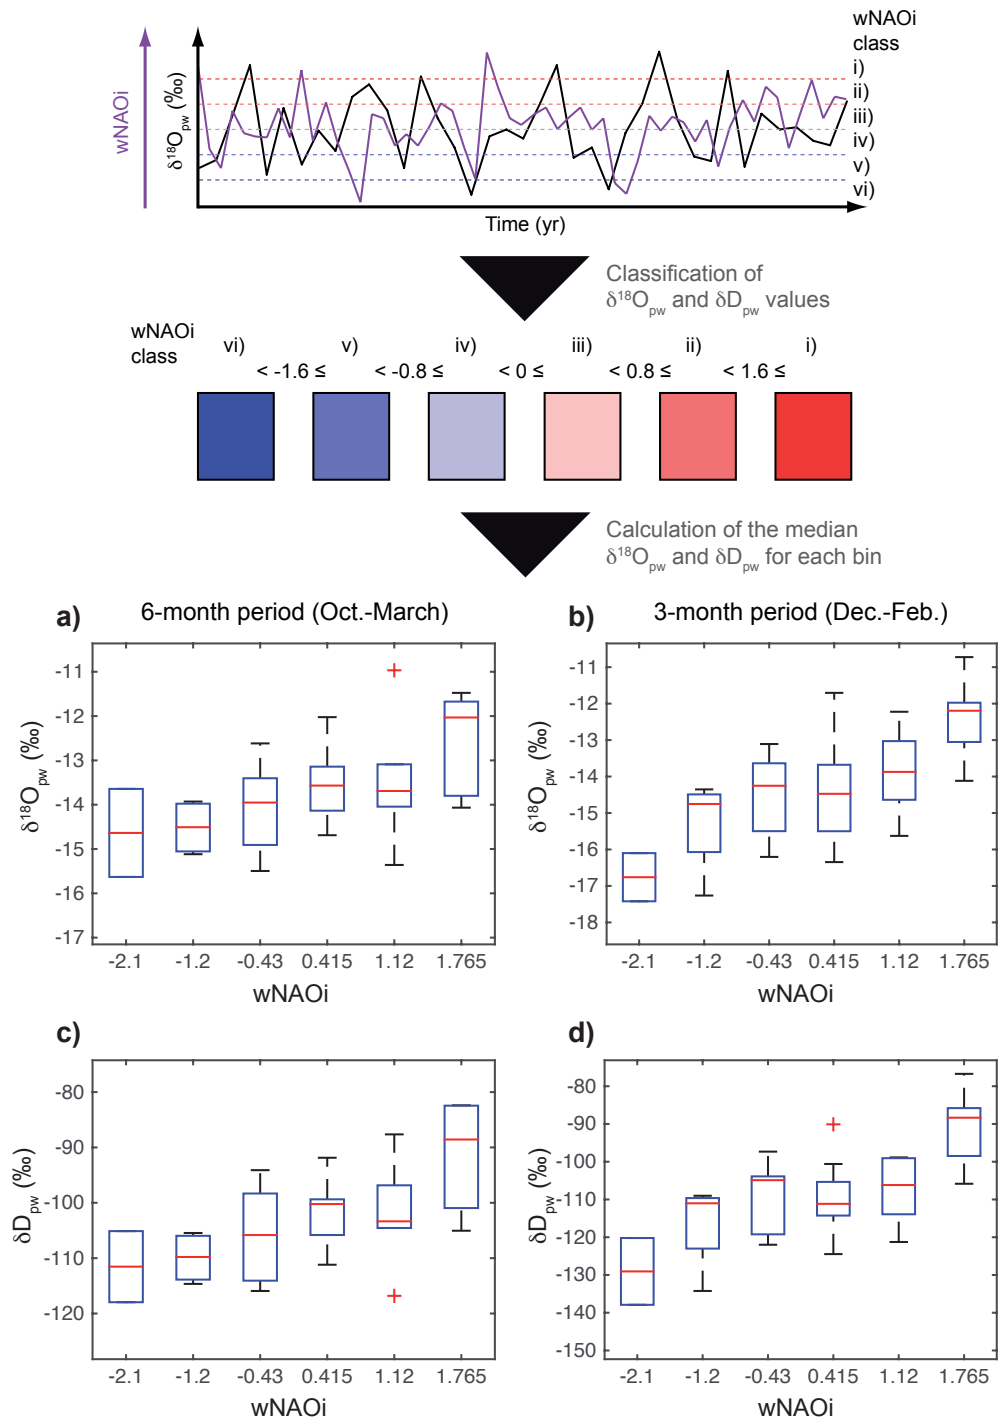 wNAOi
class
i)
ii)
iii)
iv)
v)
vi)
wNAOi
δ¹⁸Opw (‰)
Time (yr)
Classification of
δ¹⁸Opw and δDpw values
wNAOi
class
vi) v) iv) iii) ii) i)
< -1.6 ≤ < -0.8 ≤ < 0 ≤ < 0.8 ≤ < 1.6 ≤
Calculation of the median
δ¹⁸Opw and δDpw for each bin
a) 6-month period (Oct.-March)
-11
-12
-13
-14
-15
-16
-17
δ¹⁸Opw (‰)
-2.1 -1.2 -0.43 0.415 1.12 1.765
wNAOi
b) 3-month period (Dec.-Feb.)
-11
-12
-13
-14
-15
-16
-17
-18
δ¹⁸Opw (‰)
-2.1 -1.2 -0.43 0.415 1.12 1.765
wNAOi
c)
-80
-90
-100
-110
-120
δDpw (‰)
-2.1 -1.2 -0.43 0.415 1.12 1.765
wNAOi
d)
-80
-90
-100
-110
-120
-130
-140
-150
δDpw (‰)
-2.1 -1.2 -0.43 0.415 1.12 1.765
wNAOi